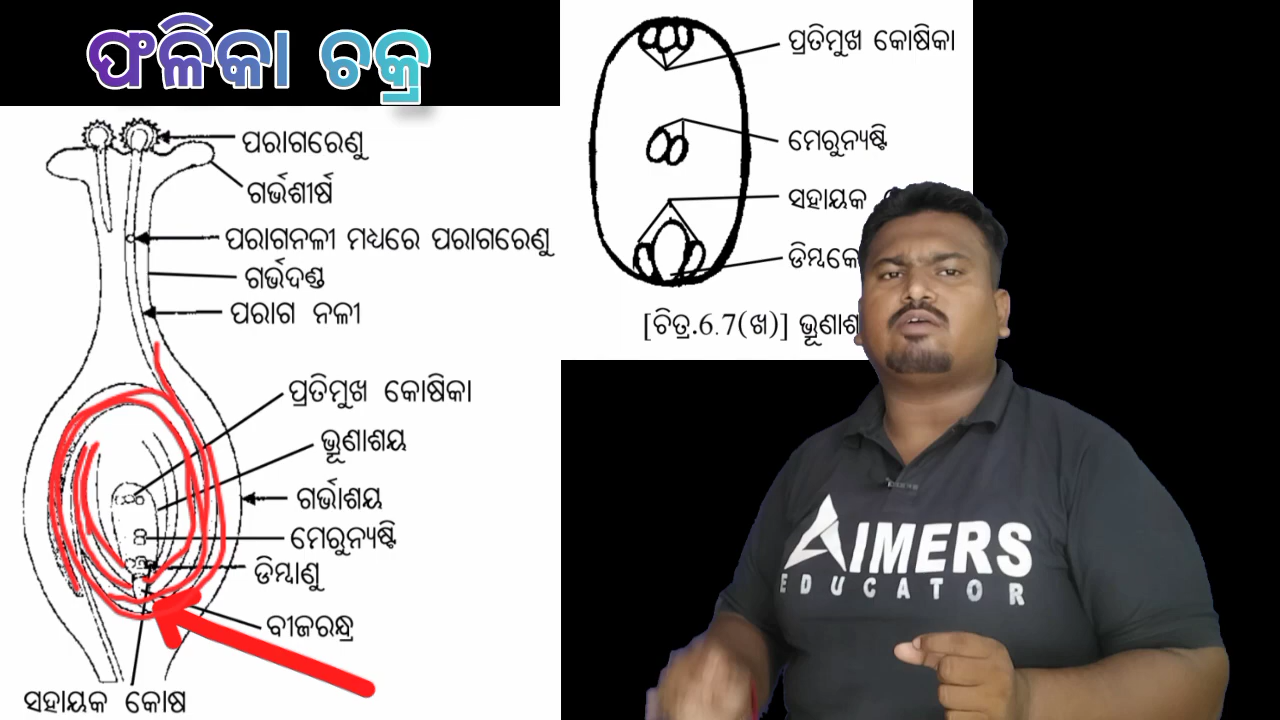 ଫଳିକା ଚକ୍ର
ପରାଗରେଣୁ
ଗର୍ଭଶୀର୍ଷ
ପରାଗନଳୀ ମଧ୍ୟରେ ପରାଗରେଣୁ
ଗର୍ଭଦଣ୍ଡ
ପରାଗ ନଳୀ
ପ୍ରତିମୁଖ କୋଷିକା
ଭ୍ରୂଣାଶୟ
ଗର୍ଭାଶୟ
ମେରୁନ୍ୟଷ୍ଟି
ଡିମ୍ବାଣୁ
ବୀଜରନ୍ଧ୍ର
ସହାୟକ କୋଷ
ପ୍ରତିମୁଖ କୋଷିକା
ମେରୁନ୍ୟଷ୍ଟି
ସହାୟକ
[ଚିତ୍ର.6.7(ଖ)]
AIMERS
EDUCATOR